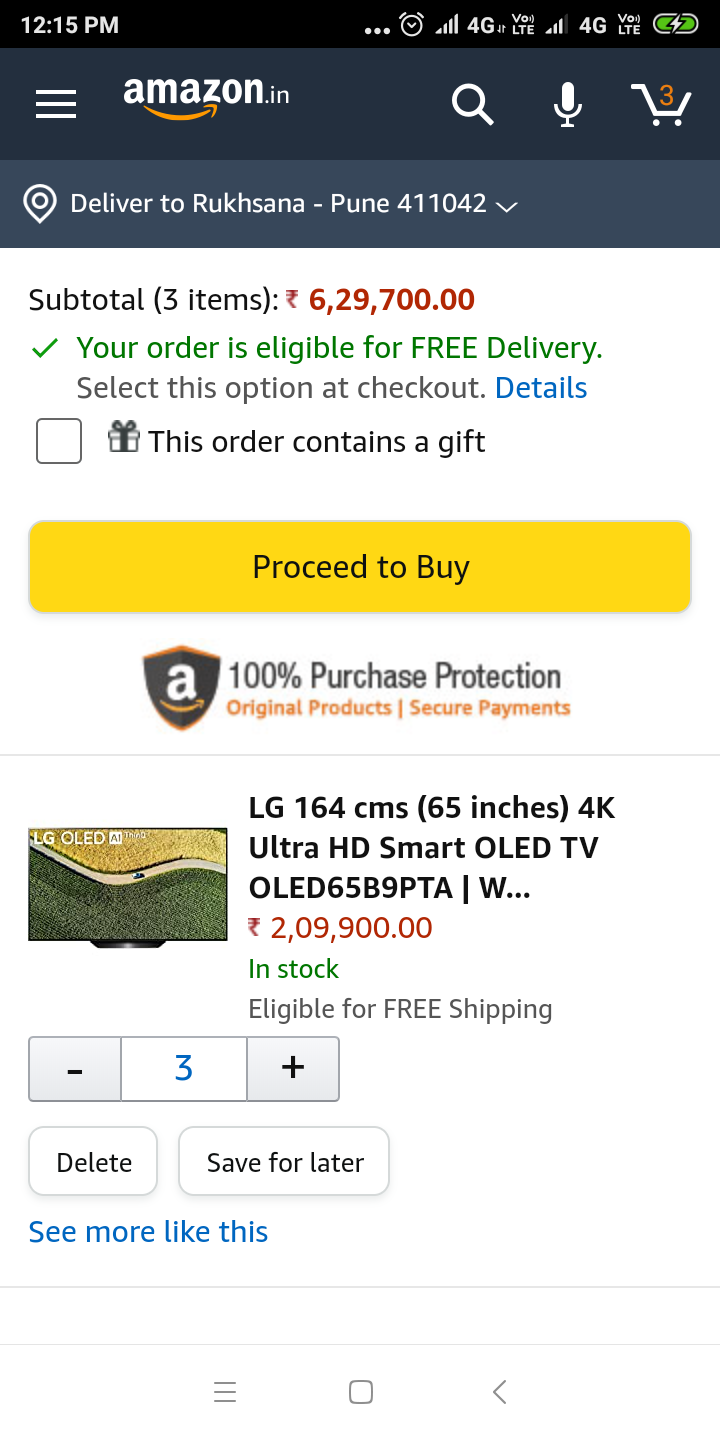 12:15 PM
4G VoLTE 4G VoLTE
amazon.in
3
Deliver to Rukhsana - Pune 411042
Subtotal (3 items): ₹ 6,29,700.00
Your order is eligible for FREE Delivery.
Select this option at checkout. Details
This order contains a gift
Proceed to Buy
a
100% Purchase Protection
Original Products | Secure Payments
LG OLED AI ThinQ
LG 164 cms (65 inches) 4K
Ultra HD Smart OLED TV
OLED65B9PTA | W...
₹ 2,09,900.00
In stock
Eligible for FREE Shipping
- 3 +
Delete Save for later
See more like this